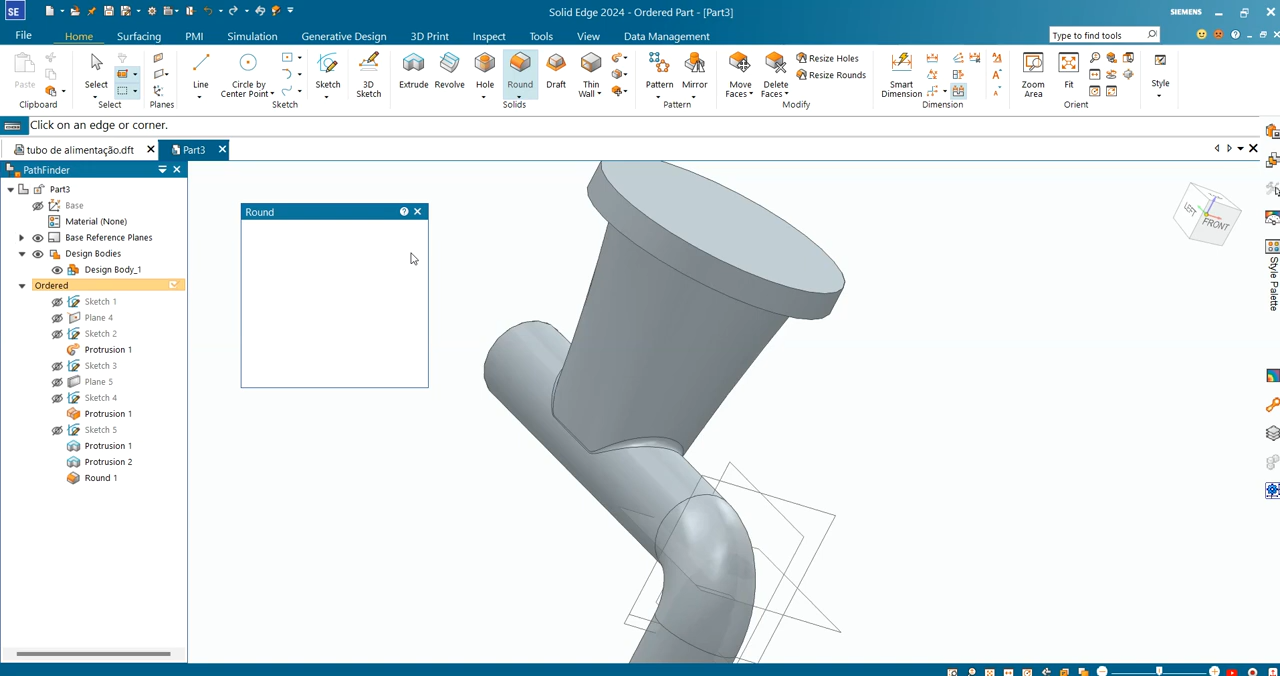 SE
Solid Edge 2024 - Ordered Part - [Part3]
SIEMENS
File Home Surfacing PMI Simulation Generative Design 3D Print Inspect Tools View Data Management
Type to find tools
Paste
Clipboard
Select
Select
Planes
Line
Circle by Center Point
Sketch
Sketch
3D Sketch
Extrude
Revolve
Hole
Round
Draft
Thin Wall
Solids
Pattern
Mirror
Pattern
Move Faces
Delete Faces
Resize Holes
Resize Rounds
Modify
Smart Dimension
Dimension
Zoom Area
Fit
Orient
Style
Click on an edge or corner.
tubo de alimentação.dft
Part3
PathFinder
Part3
Base
Material (None)
Base Reference Planes
Design Bodies
Design Body_1
Ordered
Sketch 1
Plane 4
Sketch 2
Protrusion 1
Sketch 3
Plane 5
Sketch 4
Protrusion 1
Sketch 5
Protrusion 1
Protrusion 2
Round 1
Round
LEFT
FRONT
Style Palette